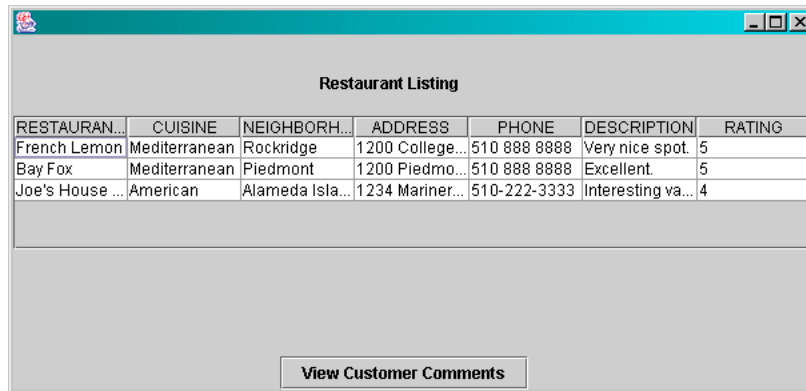 Restaurant Listing
RESTAURAN... CUISINE NEIGHBORH... ADDRESS PHONE DESCRIPTION RATING
French Lemon Mediterranean Rockridge 1200 College... 510 888 8888 Very nice spot. 5
Bay Fox Mediterranean Piedmont 1200 Piedmo... 510 888 8888 Excellent. 5
Joe's House ... American Alameda Isla... 1234 Mariner... 510-222-3333 Interesting va... 4
View Customer Comments